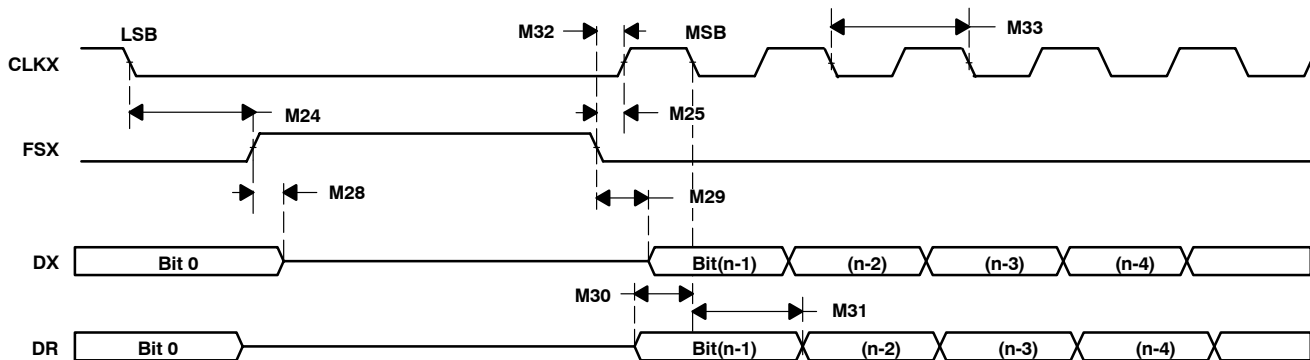 LSB M32 MSB M33
CLKX
M24 M25
FSX
M28 M29
DX Bit 0 Bit(n-1) (n-2) (n-3) (n-4)
M30 M31
DR Bit 0 Bit(n-1) (n-2) (n-3) (n-4)